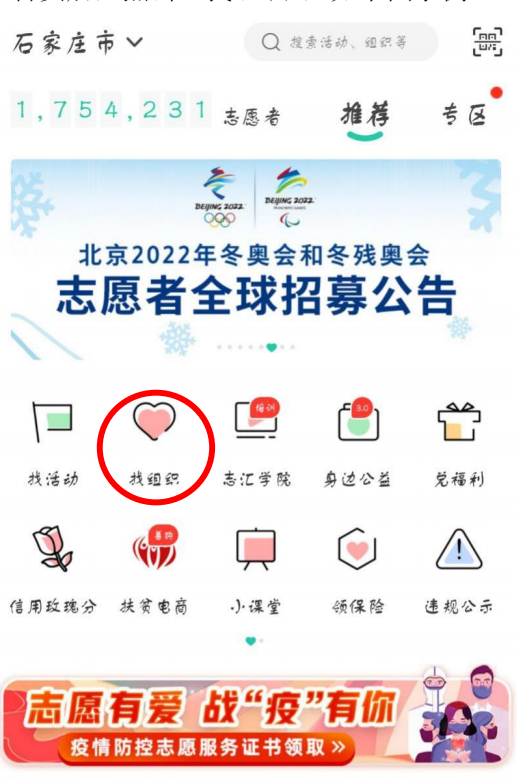 石家庄市
搜索活动、组织等
1,754,231 志愿者 推荐 专区
BEIJING 2022 BEIJING 2022
北京2022年冬奥会和冬残奥会
志愿者全球招募公告
培训 3.0
找活动 找组织 志汇学院 身边公益 兑福利
善购
信用玫瑰分 扶贫电商 小课堂 领保险 违规公示
志愿有爱 战“疫”有你
疫情防控志愿服务证书领取 »